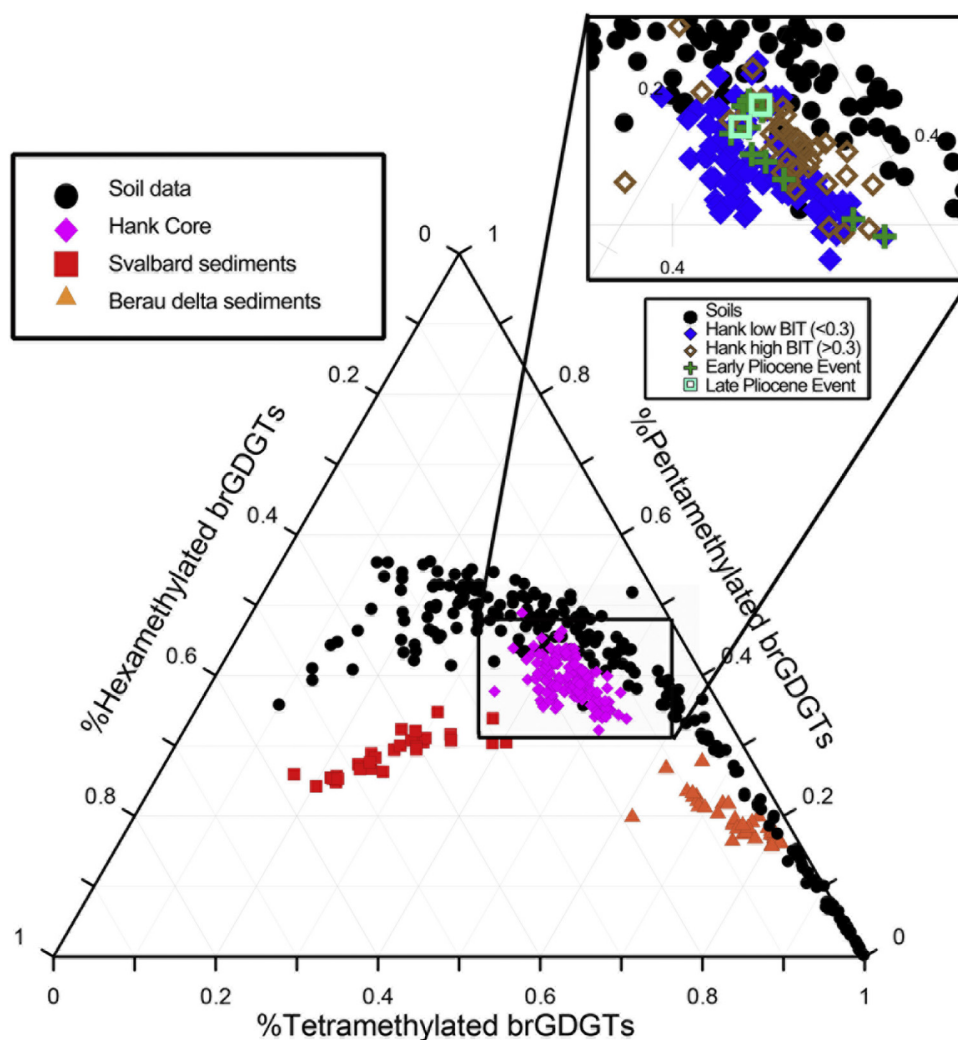 Soil data
Hank Core
Svalbard sediments
Berau delta sediments
0.2
0.4
0.4
Soils
Hank low BIT (<0.3)
Hank high BIT (>0.3)
Early Pliocene Event
Late Pliocene Event
0 1
0.2 0.8
0.4 0.6
0.6 0.4
0.8 0.2
1 0
%Hexamethylated brGDGTs
%Pentamethylated brGDGTs
0 0.2 0.4 0.6 0.8 1
%Tetramethylated brGDGTs